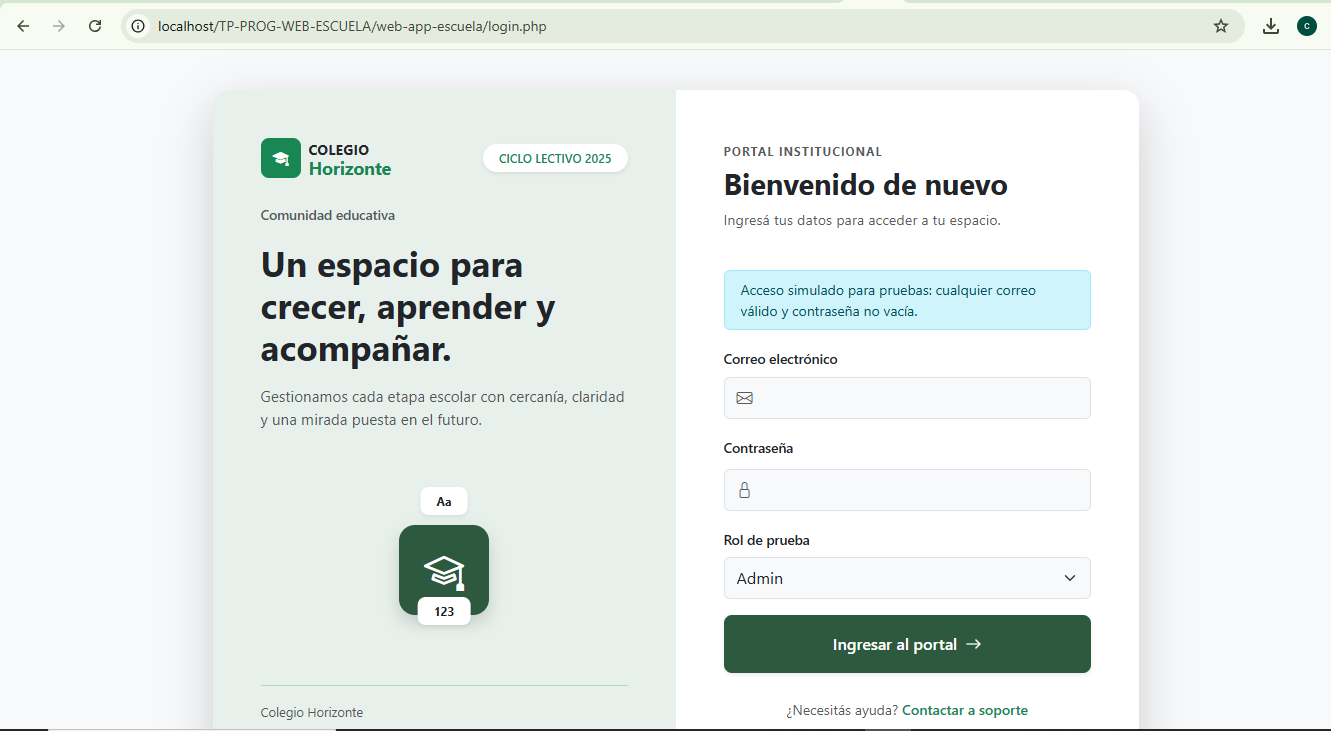 localhost/TP-PROG-WEB-ESCUELA/web-app-escuela/login.php
C
COLEGIO
Horizonte
CICLO LECTIVO 2025
Comunidad educativa
Un espacio para
crecer, aprender y
acompañar.
Gestionamos cada etapa escolar con cercanía, claridad
y una mirada puesta en el futuro.
Aa
123
Colegio Horizonte
PORTAL INSTITUCIONAL
Bienvenido de nuevo
Ingresá tus datos para acceder a tu espacio.
Acceso simulado para pruebas: cualquier correo
válido y contraseña no vacía.
Correo electrónico
Contraseña
Rol de prueba
Admin
Ingresar al portal →
¿Necesitás ayuda? Contactar a soporte